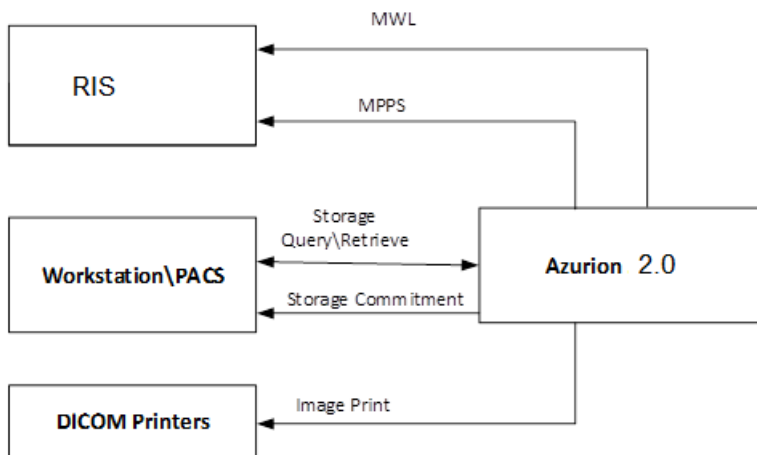 MWL
RIS
MPPS
Storage
Query\Retrieve
Workstation\PACS
Azurion 2.0
Storage Commitment
Image Print
DICOM Printers